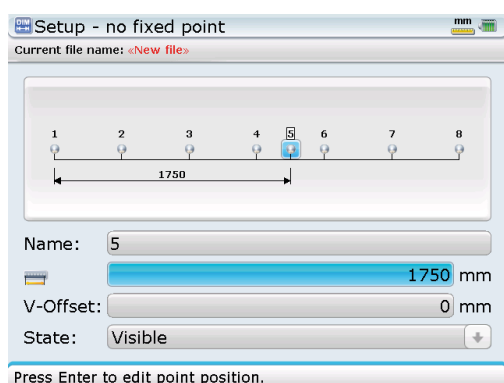 DIM
Setup - no fixed point
mm
Current file name: «New file»
1 2 3 4 5 6 7 8
1750
Name: 5
1750 mm
V-Offset: 0 mm
State: Visible
Press Enter to edit point position.